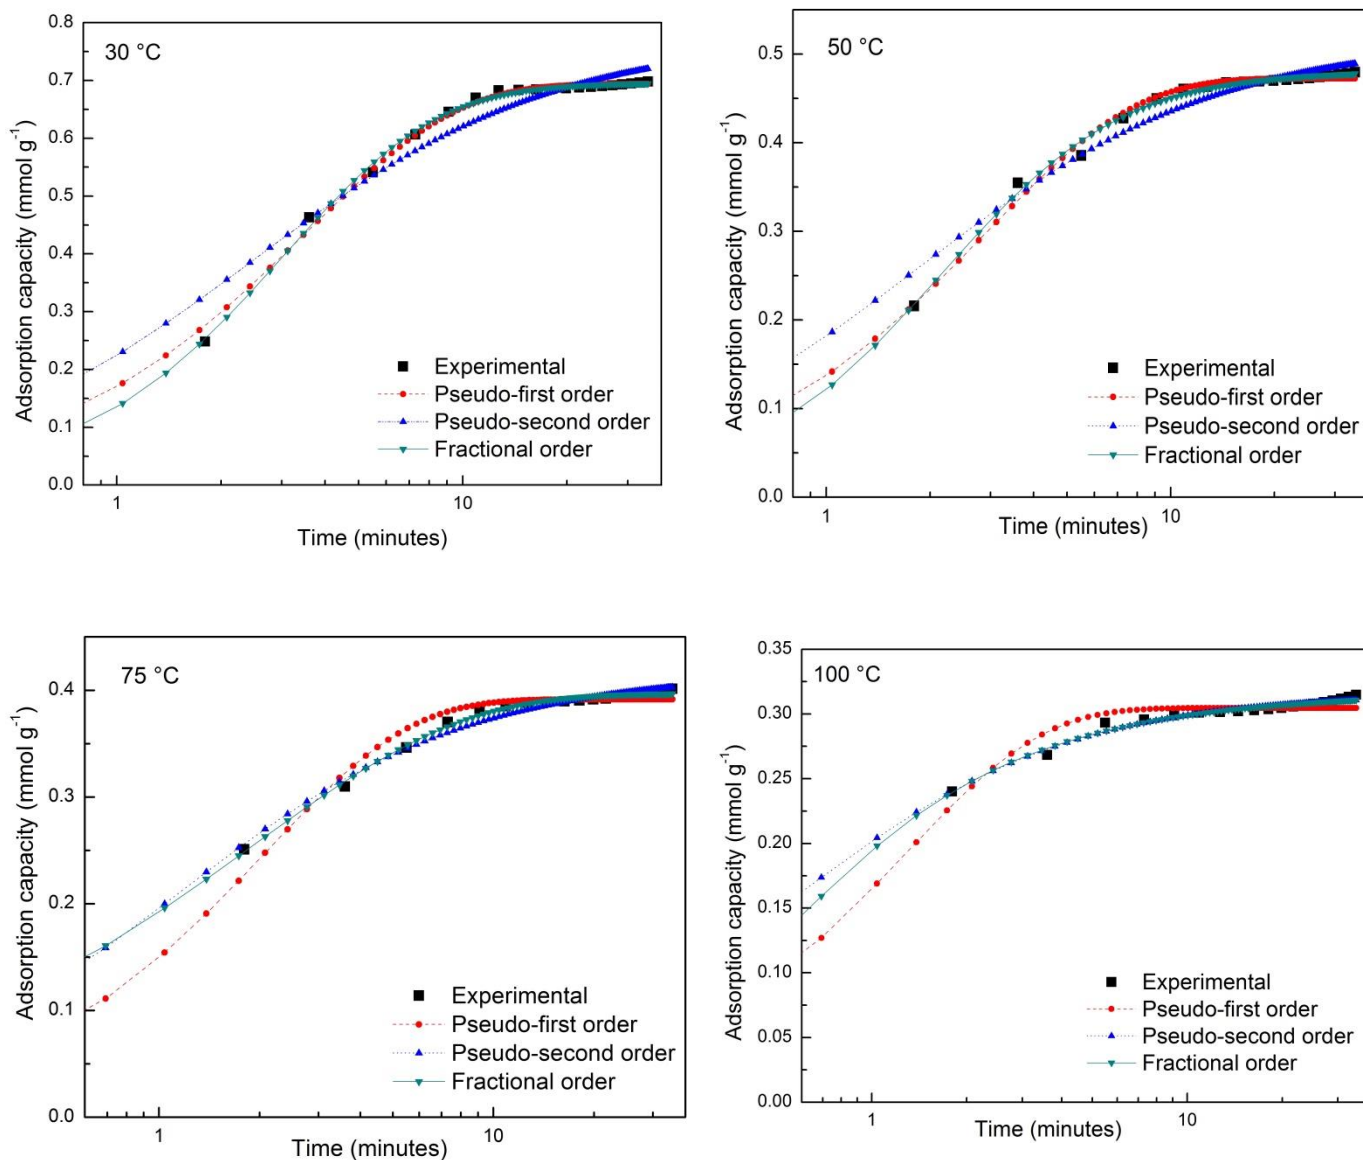 30 °C
Adsorption capacity (mmol g⁻¹)
0.8
0.7
0.6
0.5
0.4
0.3
0.2
0.1
0.0
Experimental
Pseudo-first order
Pseudo-second order
Fractional order
1
10
Time (minutes)
50 °C
Adsorption capacity (mmol g⁻¹)
0.5
0.4
0.3
0.2
0.1
0.0
Experimental
Pseudo-first order
Pseudo-second order
Fractional order
1
10
Time (minutes)
75 °C
Adsorption capacity (mmol g⁻¹)
0.4
0.3
0.2
0.1
0.0
Experimental
Pseudo-first order
Pseudo-second order
Fractional order
1
10
Time (minutes)
100 °C
Adsorption capacity (mmol g⁻¹)
0.35
0.30
0.25
0.20
0.15
0.10
0.05
0.00
Experimental
Pseudo-first order
Pseudo-second order
Fractional order
1
10
Time (minutes)